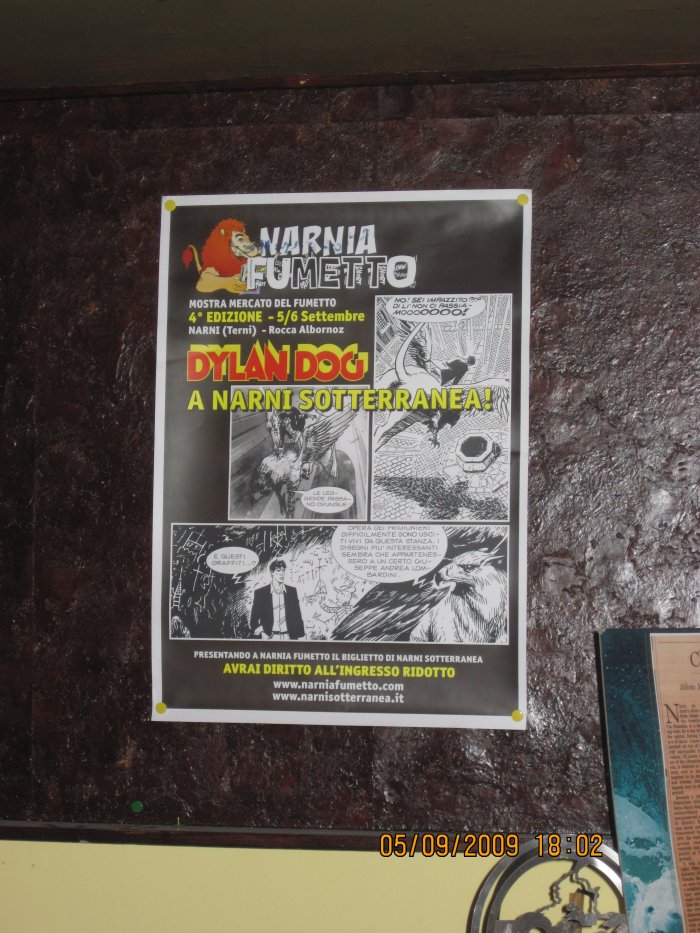 NARNIA
FUMETTO
MOSTRA MERCATO DEL FUMETTO
4° EDIZIONE - 5/6 Settembre
NARNI (Terni) - Rocca Albornoz
NO! SEI IMPAZZITO?!?
DI LI' NON CI PASSIA-
MOOOOOOO!
DYLAN DOG
A NARNI SOTTERRANEA!
LE LEG-
GENDE PASSA-
NO OVUNQUE
E QUESTI
GRAFFITI...?
OPERA DEI PRIGIONIERI
DIFFICILMENTE SONO USCI-
TI VIVI DA QUESTA STANZA. I
DISEGNI PIU' INTERESSANTI
SEMBRA CHE APPARTENES-
SERO A UN CERTO GIU-
SEPPE ANDREA LOM-
BARDINI.
PRESENTANDO A NARNIA FUMETTO IL BIGLIETTO DI NARNI SOTTERRANEA
AVRAI DIRITTO ALL'INGRESSO RIDOTTO
www.narniafumetto.com
www.narnisotterranea.it
05/09/2009 18:02